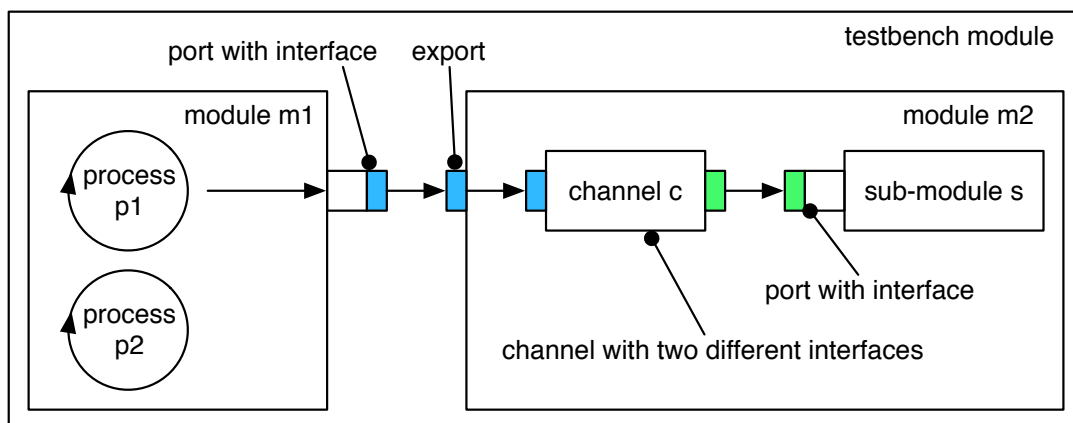 testbench module
port with interface
export
module m1
module m2
process
p1
channel c
sub-module s
process
p2
port with interface
channel with two different interfaces